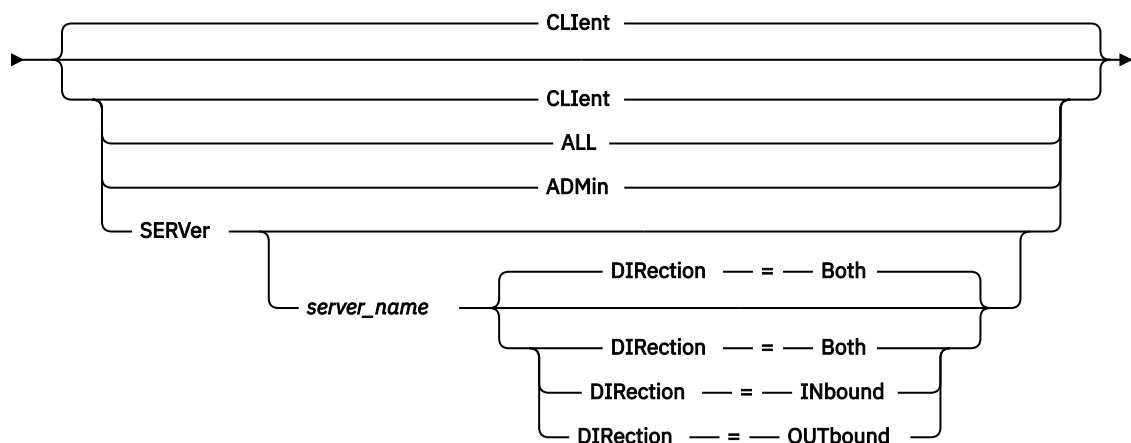 CLIent
CLIent
ALL
ADMin
SERVer
DIRection = Both
server_name
DIRection = Both
DIRection = INbound
DIRection = OUTbound